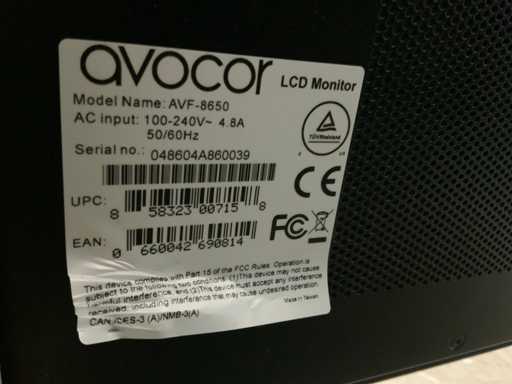 avocor LCD Monitor
Model Name: AVF-8650
AC input: 100-240V~ 4.8A
50/60Hz
Serial no.: 048604A860039
TÜVRheinland
CE
UPC: 8 58323 00715 8
FC
EAN: 0 660042 690814
This device complies with Part 15 of the FCC Rules. Operation is
subject to the following two conditions. (1)This device may not cause
harmful interference, and (2)This device must accept any interference
received, including interference that may cause undesired operation.
Made in Taiwan
CAN ICES-3 (A)/NMB-3(A)